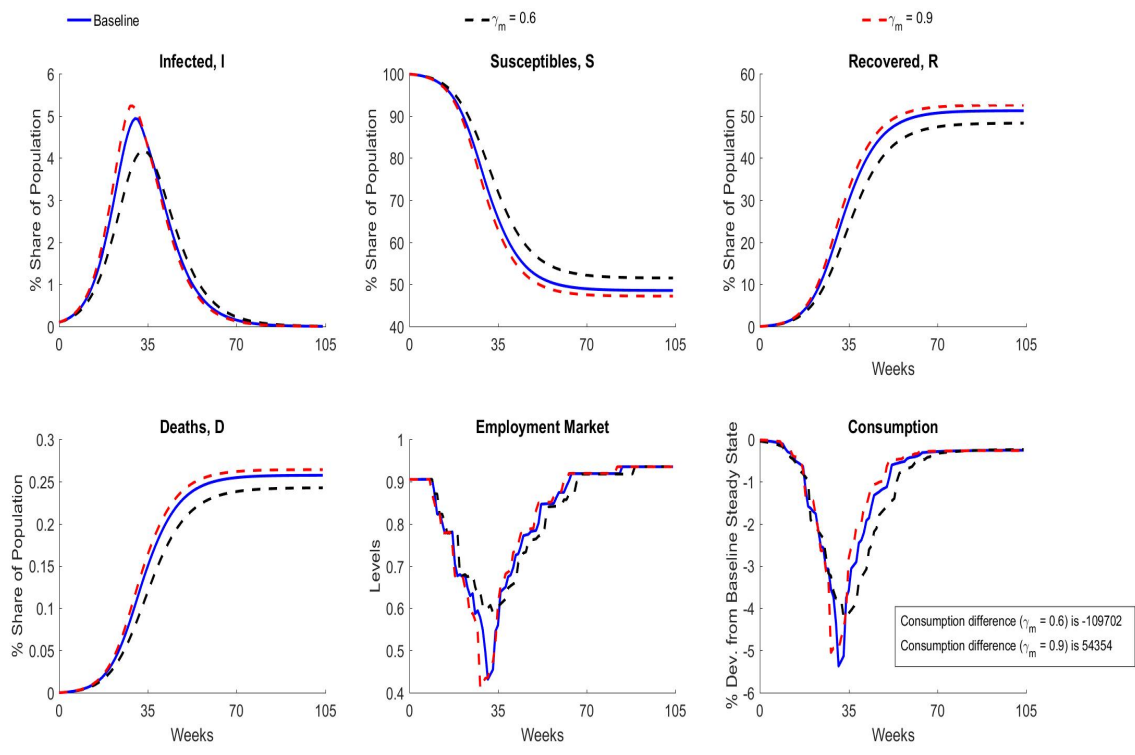 Baseline
γm = 0.6
γm = 0.9
Infected, I
% Share of Population
6
5
4
3
2
1
0
0 35 70 105
Susceptibles, S
% Share of Population
100
90
80
70
60
50
40
0 35 70 105
Recovered, R
% Share of Population
60
50
40
30
20
10
0
0 35 70 105
Weeks
Deaths, D
% Share of Population
0.3
0.25
0.2
0.15
0.1
0.05
0
0 35 70 105
Weeks
Employment Market
Levels
1
0.9
0.8
0.7
0.6
0.5
0.4
0 35 70 105
Weeks
Consumption
% Dev. from Baseline Steady State
0
-1
-2
-3
-4
-5
-6
0 35 70 105
Weeks
Consumption difference (γm = 0.6) is -109702
Consumption difference (γm = 0.9) is 54354